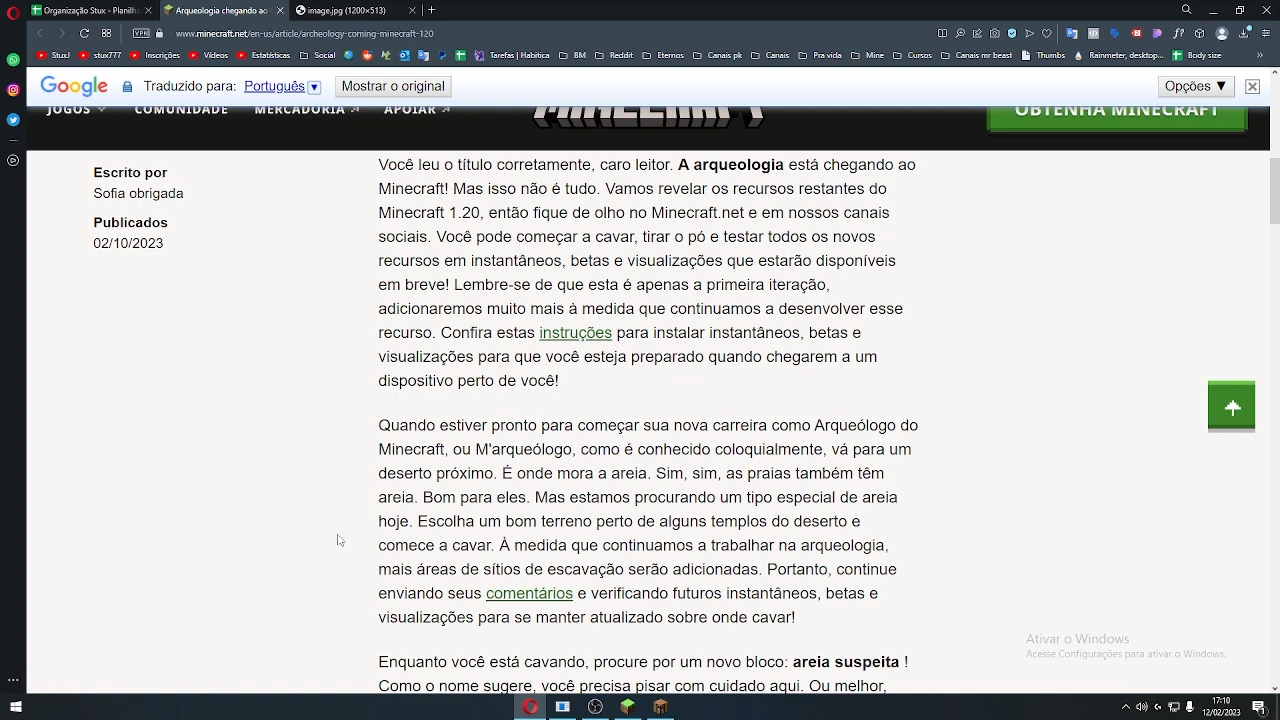 Organização Stux - Planilh
Arqueologia chegando ao
image.jpg (1200×513)
VPN
www.minecraft.net/en-us/article/archeology-coming-minecraft-120
StuxJ
stux777
Arquivos
Vídeos
Estatísticas
Social
Tarefas | Habitica
BM
Reddit
Eternos
Canais pk
Canais
Pra vida
Mine
Cursos
Canais mr beast
Rainmeter, desktop...
Body size
Google
Traduzido para: Português
Mostrar o original
Opções ▼
JOGOS
COMUNIDADE
MERCADORIA
APOIAR
MINECRAFT
OBTENHA MINECRAFT
Escrito por
Sofia obrigada
Publicados
02/10/2023
Você leu o título corretamente, caro leitor. A arqueologia está chegando ao
Minecraft! Mas isso não é tudo. Vamos revelar os recursos restantes do
Minecraft 1.20, então fique de olho no Minecraft.net e em nossos canais
sociais. Você pode começar a cavar, tirar o pó e testar todos os novos
recursos em instantâneos, betas e visualizações que estarão disponíveis
em breve! Lembre-se de que esta é apenas a primeira iteração,
adicionaremos muito mais à medida que continuamos a desenvolver esse
recurso. Confira estas instruções para instalar instantâneos, betas e
visualizações para que você esteja preparado quando chegarem a um
dispositivo perto de você!
Quando estiver pronto para começar sua nova carreira como Arqueólogo do
Minecraft, ou M'arqueólogo, como é conhecido coloquialmente, vá para um
deserto próximo. É onde mora a areia. Sim, sim, as praias também têm
areia. Bom para eles. Mas estamos procurando um tipo especial de areia
hoje. Escolha um bom terreno perto de alguns templos do deserto e
comece a cavar. À medida que continuamos a trabalhar na arqueologia,
mais áreas de sítios de escavação serão adicionadas. Portanto, continue
enviando seus comentários e verificando futuros instantâneos, betas e
visualizações para se manter atualizado sobre onde cavar!
Enquanto você está cavando, procure por um novo bloco: areia suspeita !
Como o nome sugere, você precisa pisar com cuidado aqui. Ou melhor,
Ativar o Windows
Acesse Configurações para ativar o Windows.
17:10
12/02/2023